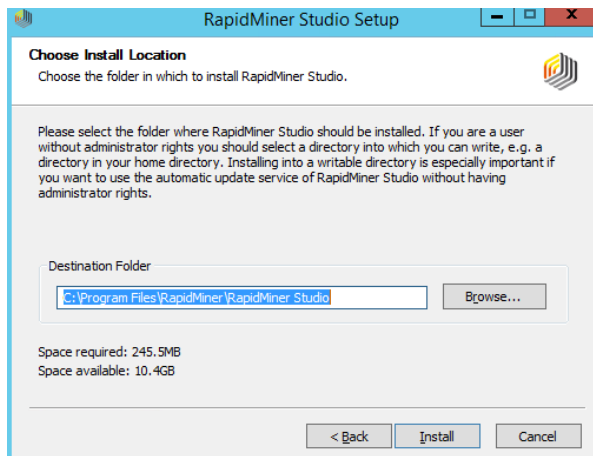 RapidMiner Studio Setup
Choose Install Location
Choose the folder in which to install RapidMiner Studio.
Please select the folder where RapidMiner Studio should be installed. If you are a user
without administrator rights you should select a directory into which you can write, e.g. a
directory in your home directory. Installing into a writable directory is especially important if
you want to use the automatic update service of RapidMiner Studio without having
administrator rights.
Destination Folder
C:\Program Files\RapidMiner\RapidMiner Studio
Browse...
Space required: 245.5MB
Space available: 10.4GB
< Back
Install
Cancel